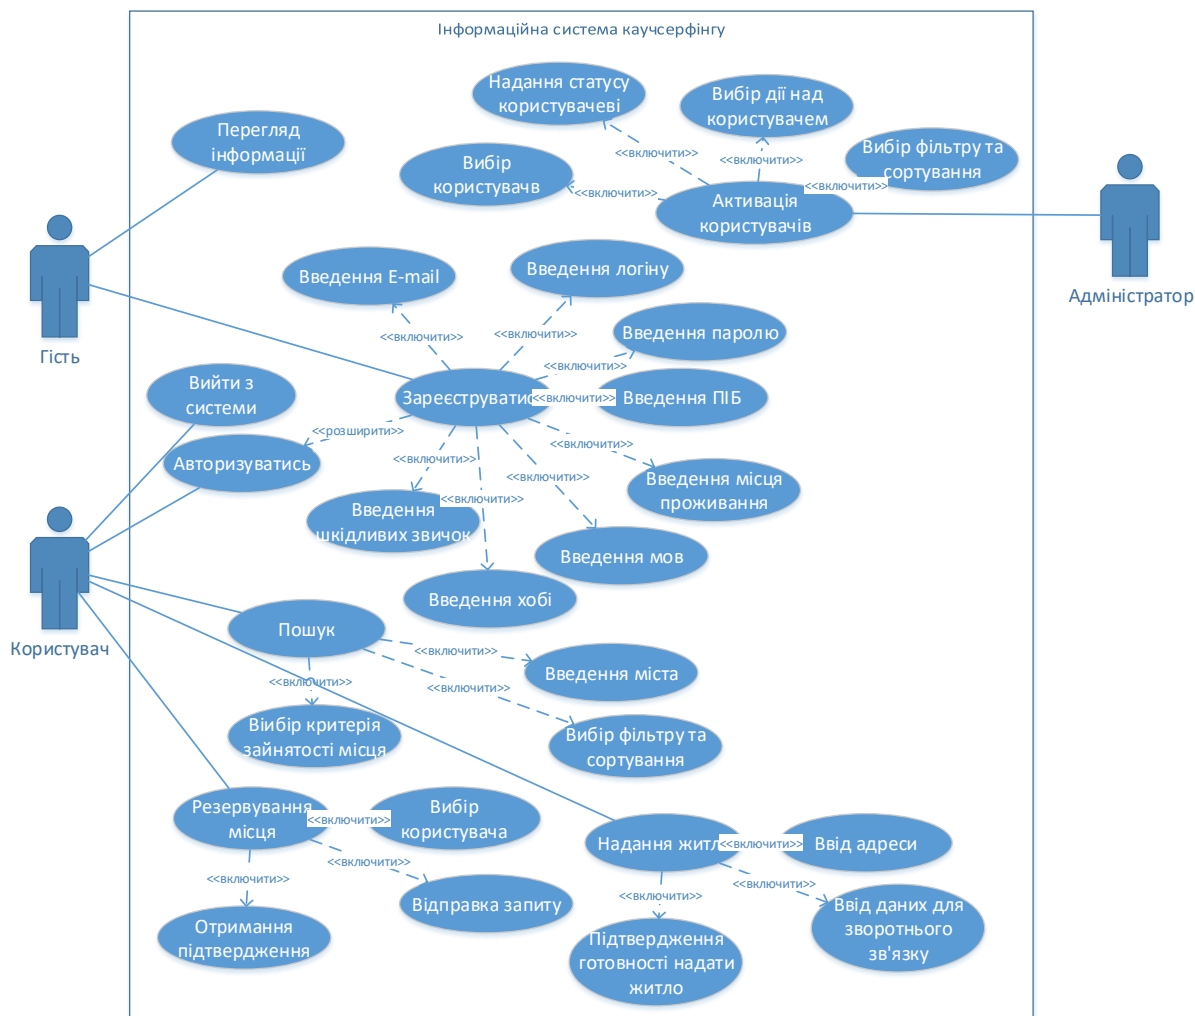 Інформаційна система каучсерфінгу
Надання статусу
користувачеві
Вибір дії над
користувачем
Перегляд
інформації
Вибір фільтру та
сортування
<<включити>>
<<включити>>
Вибір
користувачв
<<включити>>
<<включити>>
Активація
користувачів
Адміністратор
Гість
Введення E-mail
Введення логіну
<<включити>>
<<включити>>
Введення паролю
<<включити>>
Вийти з
системи
Зареєструватис
<<включити>>
Введення ПІБ
<<розширити>>
<<включити>>
Авторизуватись
<<включити>>
<<включити>>
Введення місця
проживання
<<включити>>
Введення
шкідливих звичок
Введення мов
Введення хобі
Користувач
Пошук
<<включити>>
Введення міста
<<включити>>
<<включити>>
Віибір критерія
зайнятості місця
Вибір фільтру та
сортування
Резервування
місця
<<включити>>
Вибір
користувача
Надання житл
<<включити>>
Ввід адреси
<<включити>>
<<включити>>
<<включити>>
<<включити>>
Відправка запиту
Ввід даних для
зворотнього
зв'язку
Отримання
підтвердження
Підтвердження
готовності надати
житло